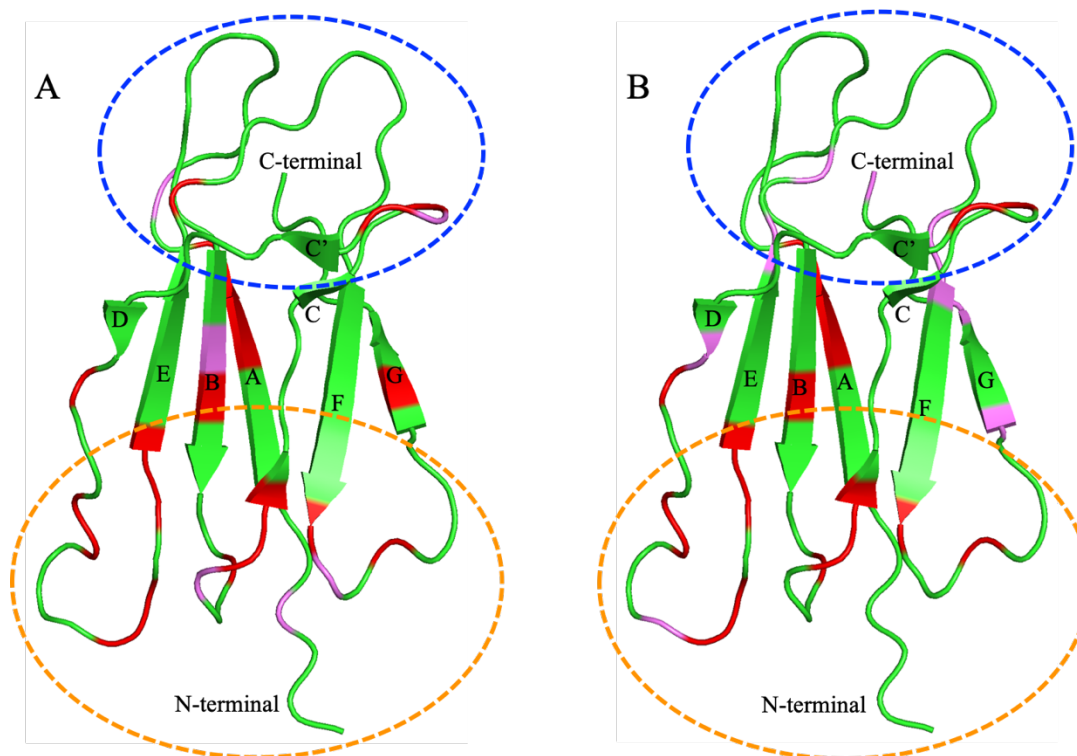 A
C-terminal
C’
C
D
E
B
A
F
G
N-terminal
B
C-terminal
C’
C
D
E
B
A
F
G
N-terminal